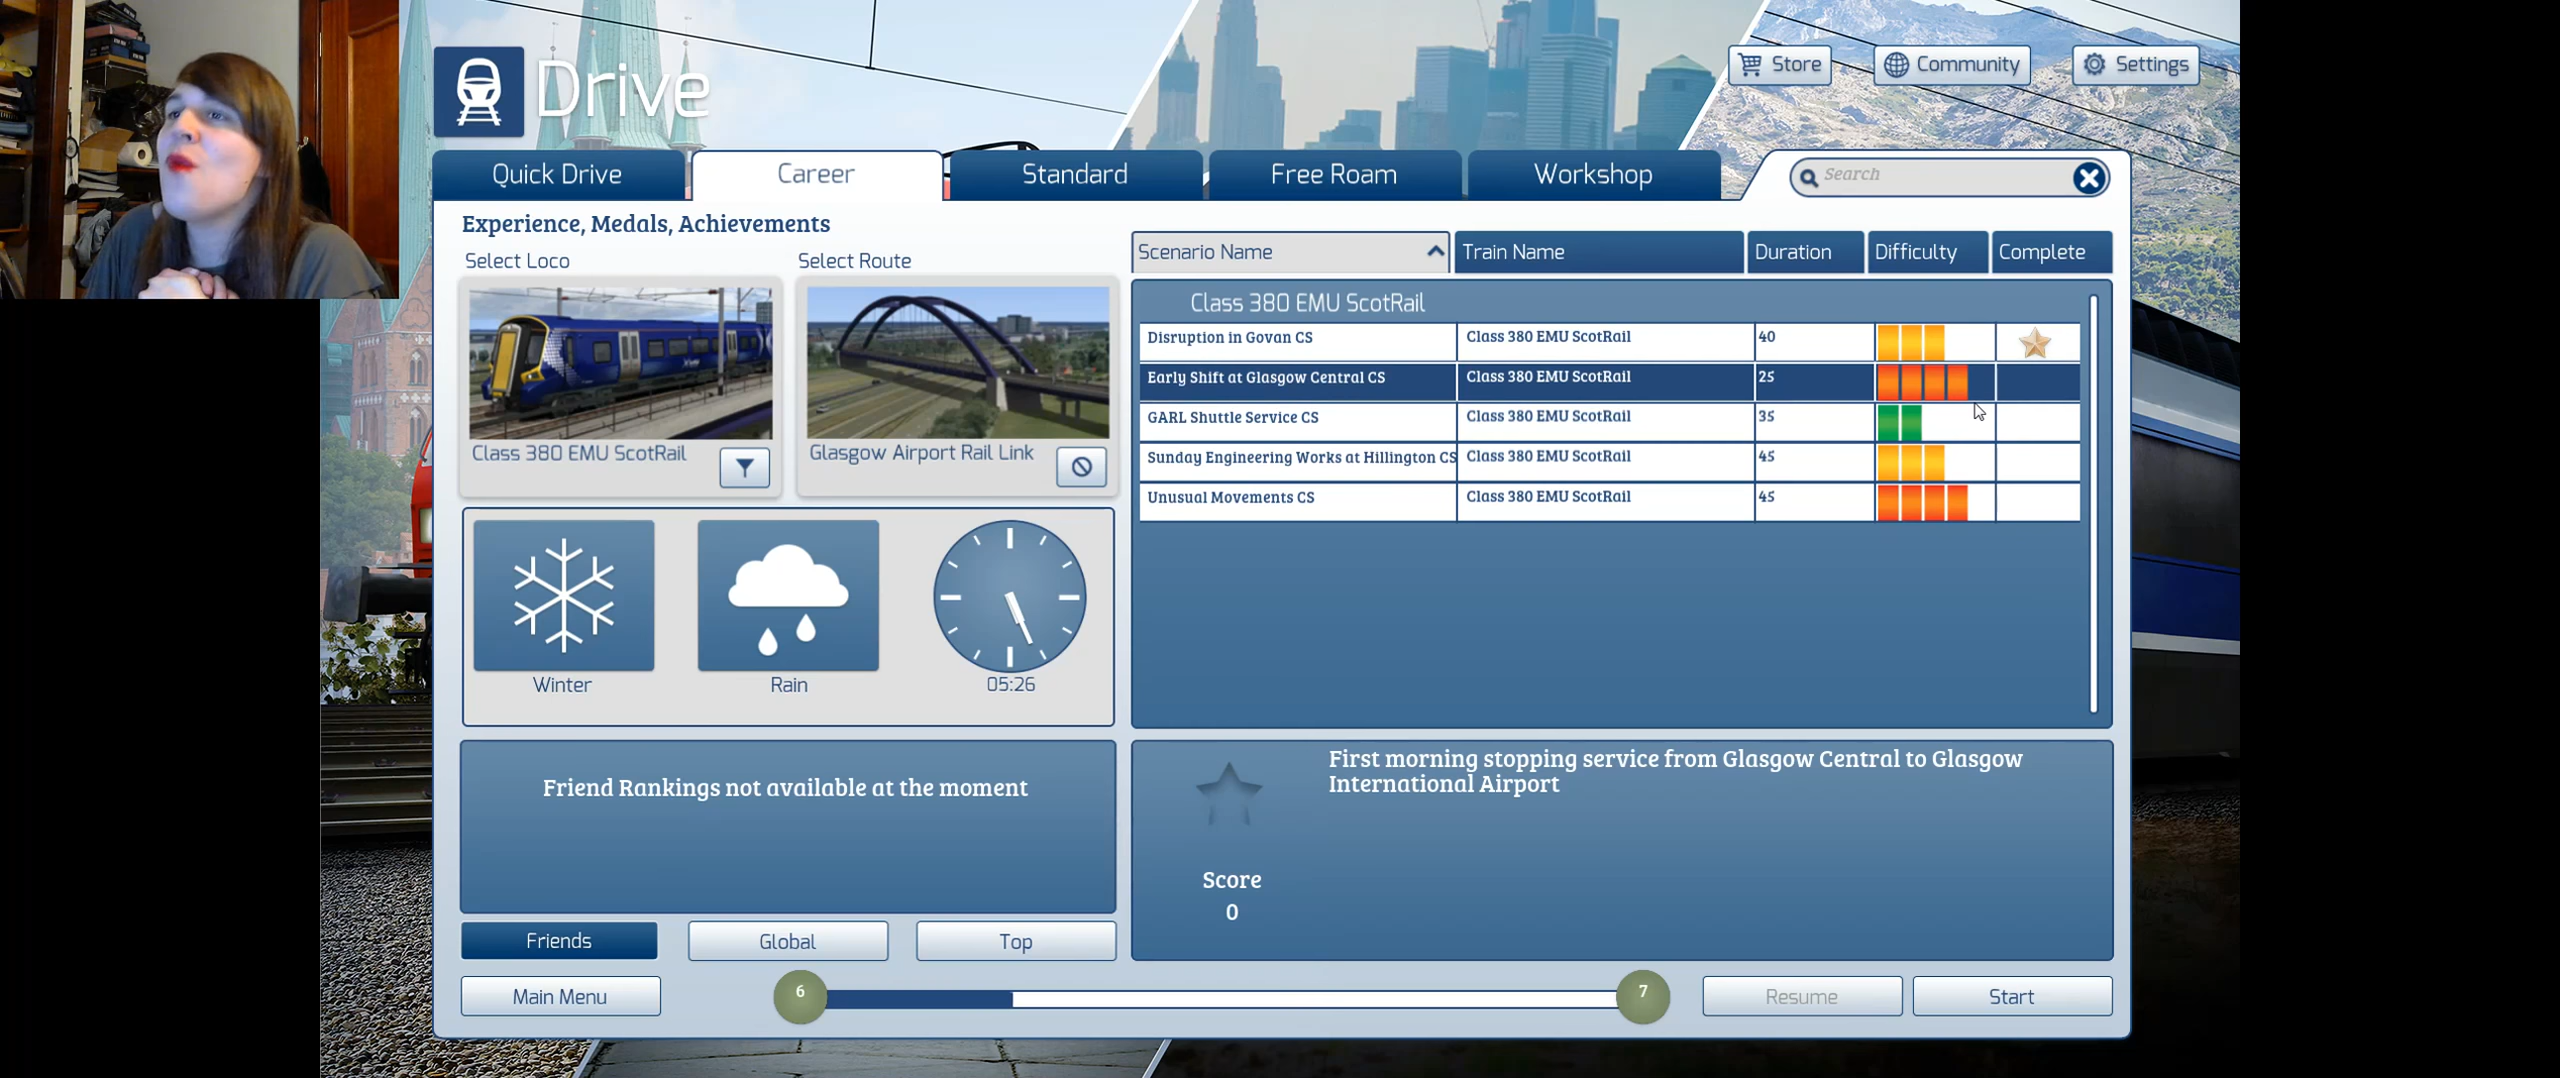 Drive
Store
Community
Settings
Quick Drive
Career
Standard
Free Roam
Workshop
Search
Experience, Medals, Achievements
Select Loco
Select Route
Class 380 EMU ScotRail
Glasgow Airport Rail Link
Scenario Name
Train Name
Duration
Difficulty
Complete
Class 380 EMU ScotRail
Disruption in Govan CS Class 380 EMU ScotRail 40
Early Shift at Glasgow Central CS Class 380 EMU ScotRail 25
GARL Shuttle Service CS Class 380 EMU ScotRail 35
Sunday Engineering Works at Hillington CS Class 380 EMU ScotRail 45
Unusual Movements CS Class 380 EMU ScotRail 45
Winter
Rain
05:26
Friend Rankings not available at the moment
First morning stopping service from Glasgow Central to Glasgow
International Airport
Score
0
Friends
Global
Top
Main Menu
6
7
Resume
Start